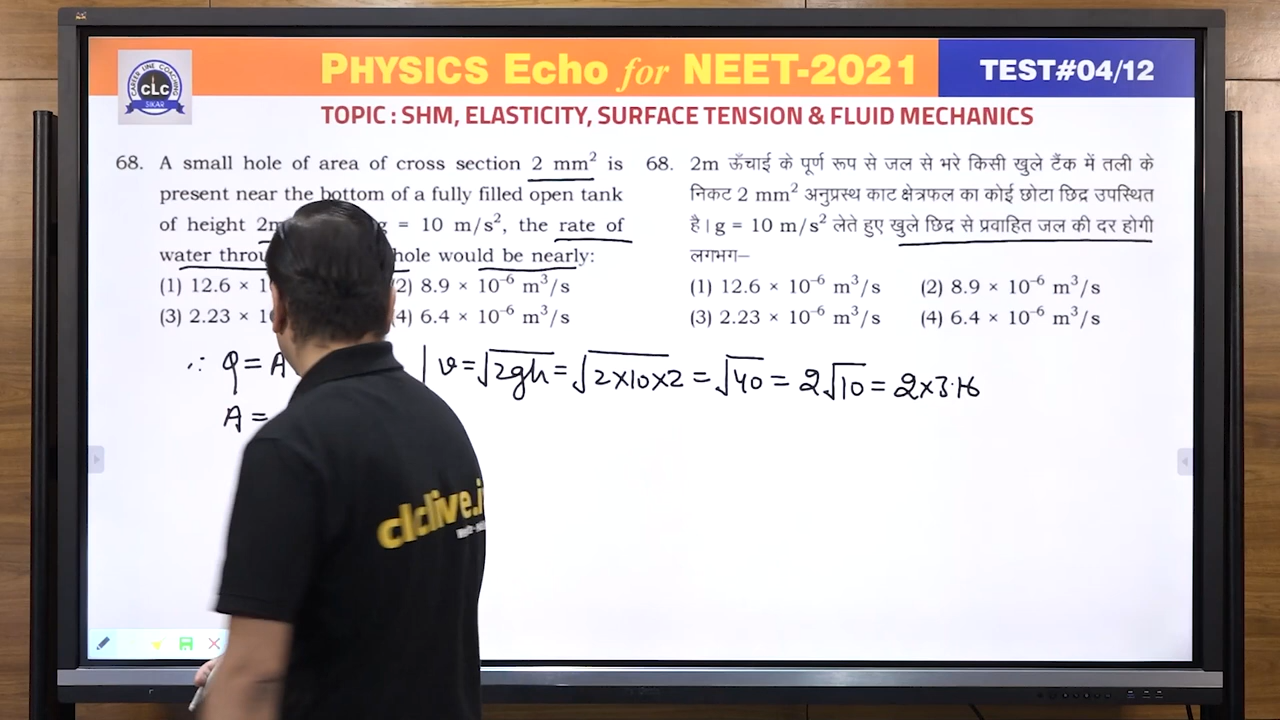 CAREER LINE COACHING
CLC
SIKAR
PHYSICS Echo for NEET-2021
TEST#04/12
TOPIC : SHM, ELASTICITY, SURFACE TENSION & FLUID MECHANICS
68. A small hole of area of cross section 2 mm² is
present near the bottom of a fully filled open tank
of height 2m g = 10 m/s², the rate of
water hole would be nearly:
(1) 12.6 × (2) 8.9 × 10⁻⁶ m³/s
(3) 2.23 × (4) 6.4 × 10⁻⁶ m³/s
68. 2m ऊँचाई के पूर्ण रूप से जल से भरे किसी खुले टैंक में तली के
निकट 2 mm² अनुप्रस्थ काट क्षेत्रफल का कोई छोटा छिद्र उपस्थित
है। g = 10 m/s² लेते हुए खुले छिद्र से प्रवाहित जल की दर होगी
लगभग–
(1) 12.6 × 10⁻⁶ m³/s (2) 8.9 × 10⁻⁶ m³/s
(3) 2.23 × 10⁻⁶ m³/s (4) 6.4 × 10⁻⁶ m³/s
∵ Q = A | v = √2gh = √2×10×2 = √40 = 2√10 = 2×3.16
A =
clclive.i